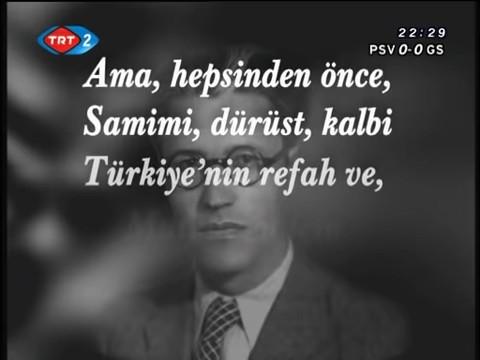 TRT 2
22:29
PSV 0-0 GS
Ama, hepsinden önce,
Samimi, dürüst, kalbi
Türkiye'nin refah ve,